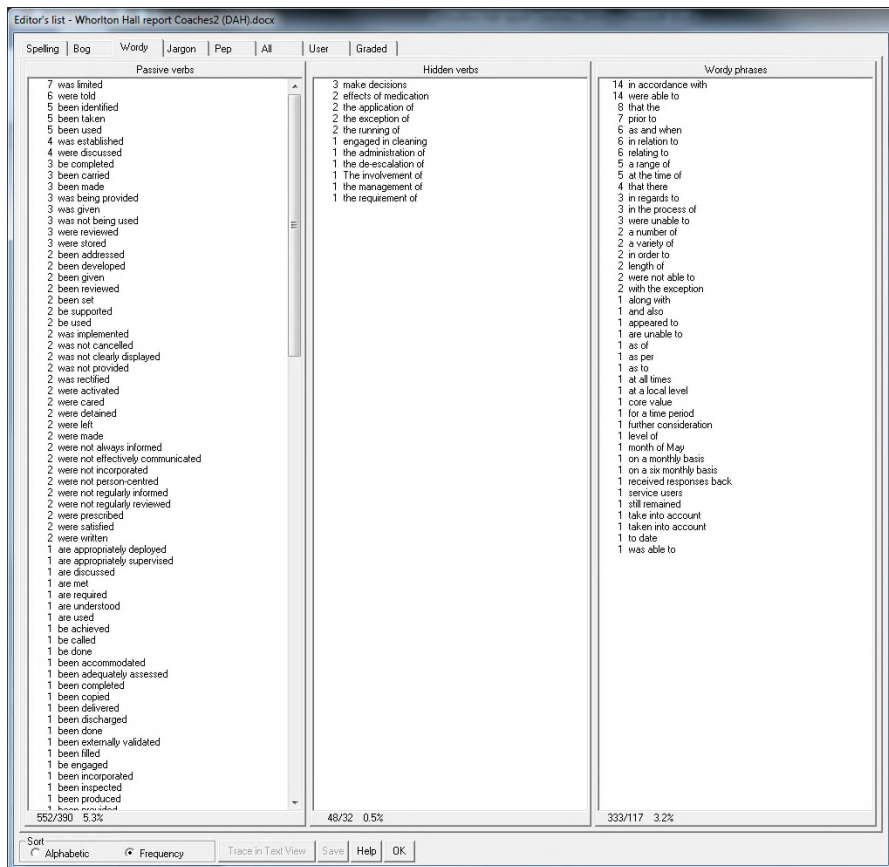 Editor's list - Whorlton Hall report Coaches2 (DAH).docx
Spelling Bog Wordy Jargon Pep All User Graded
Passive verbs
7 was limited
6 were told
5 been identified
5 been taken
5 been used
4 was established
4 were discussed
3 be completed
3 been carried
3 been made
3 was being provided
3 was given
3 was not being used
3 were reviewed
3 were stored
2 been addressed
2 been developed
2 been given
2 been reviewed
2 been set
2 be supported
2 be used
2 was implemented
2 was not cancelled
2 was not clearly displayed
2 was not provided
2 was rectified
2 were activated
2 were cared
2 were detained
2 were left
2 were made
2 were not always informed
2 were not effectively communicated
2 were not incorporated
2 were not person-centred
2 were not regularly informed
2 were not regularly reviewed
2 were prescribed
2 were satisfied
2 were written
1 are appropriately deployed
1 are appropriately supervised
1 are discussed
1 are met
1 are required
1 are understood
1 are used
1 be achieved
1 be called
1 be done
1 been accommodated
1 been adequately assessed
1 been completed
1 been copied
1 been delivered
1 been discharged
1 been done
1 been externally validated
1 been filled
1 be engaged
1 been incorporated
1 been inspected
1 been produced
552/390 5.3%
Hidden verbs
3 make decisions
2 effects of medication
2 the application of
2 the exception of
2 the running of
1 engaged in cleaning
1 the administration of
1 the de-escalation of
1 The involvement of
1 the management of
1 the requirement of
48/32 0.5%
Wordy phrases
14 in accordance with
14 were able to
8 that the
7 prior to
6 as and when
6 in relation to
6 relating to
5 a range of
5 at the time of
4 that there
3 in regards to
3 in the process of
3 were unable to
2 a number of
2 a variety of
2 in order to
2 length of
2 were not able to
2 with the exception
1 along with
1 and also
1 appeared to
1 are unable to
1 as of
1 as per
1 as to
1 at all times
1 at a local level
1 core value
1 for a time period
1 further consideration
1 level of
1 month of May
1 on a monthly basis
1 on a six monthly basis
1 received responses back
1 service users
1 still remained
1 take into account
1 taken into account
1 to date
1 was able to
333/117 3.2%
Sort
Alphabetic Frequency Trace in Text View Save Help OK